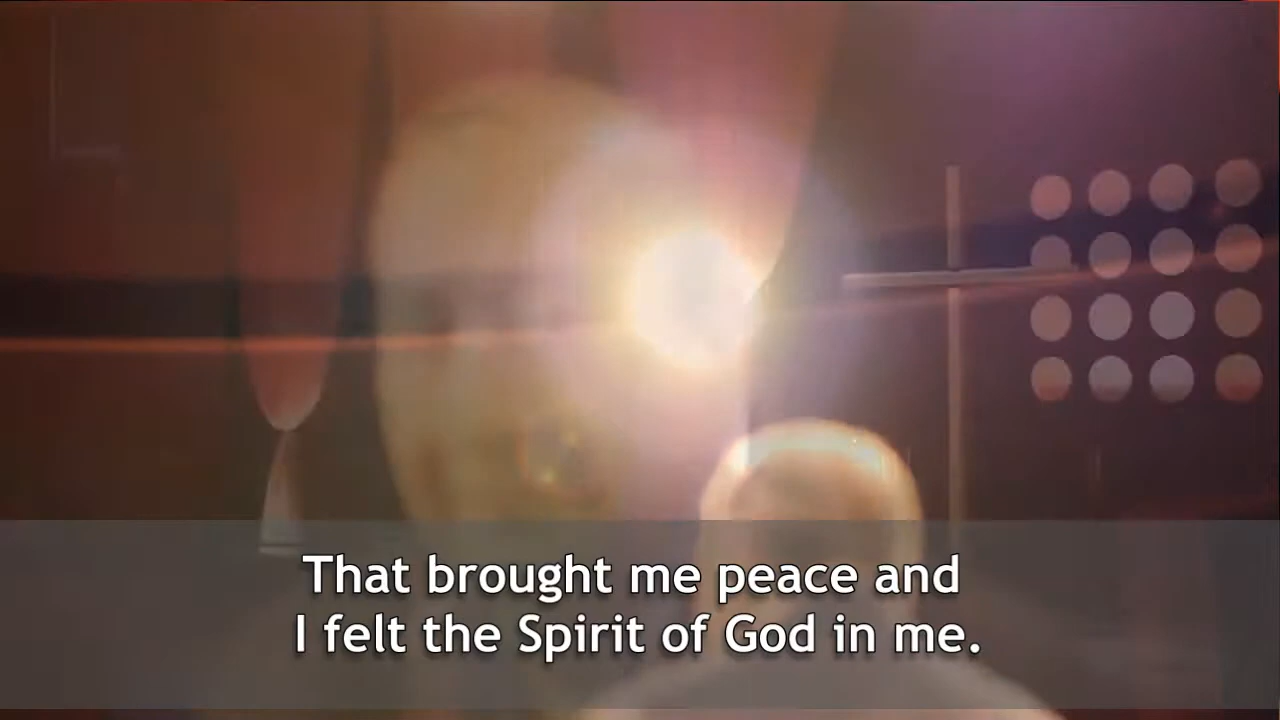 That brought me peace and
I felt the Spirit of God in me.